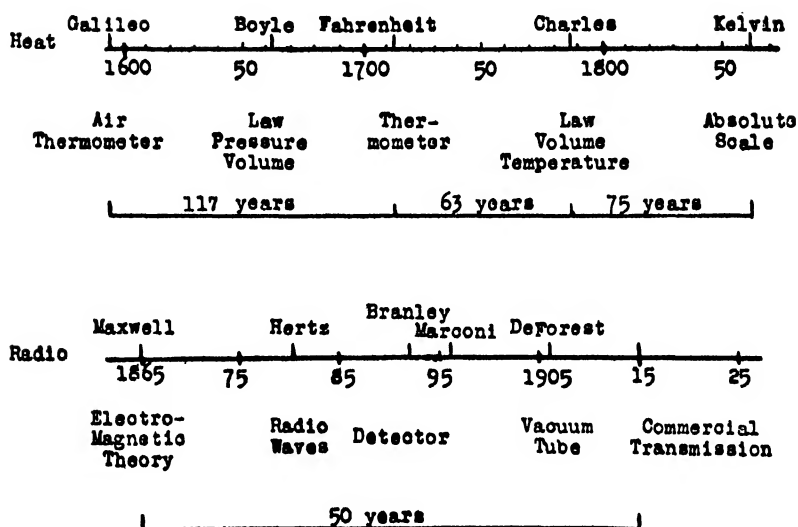 Galileo Boyle Fahrenheit Charles Kelvin
Heat
1600 50 1700 50 1800 50
Air Law Ther- Law Absolute
Thermometer Pressure mometer Volume Scale
Volume Temperature
117 years 63 years 75 years
Branley
Maxwell Hertz Marconi DeForest
Radio
1865 75 85 95 1905 15 25
Electro- Radio Vacuum Commercial
Magnetic Waves Detector Tube Transmission
Theory
50 years